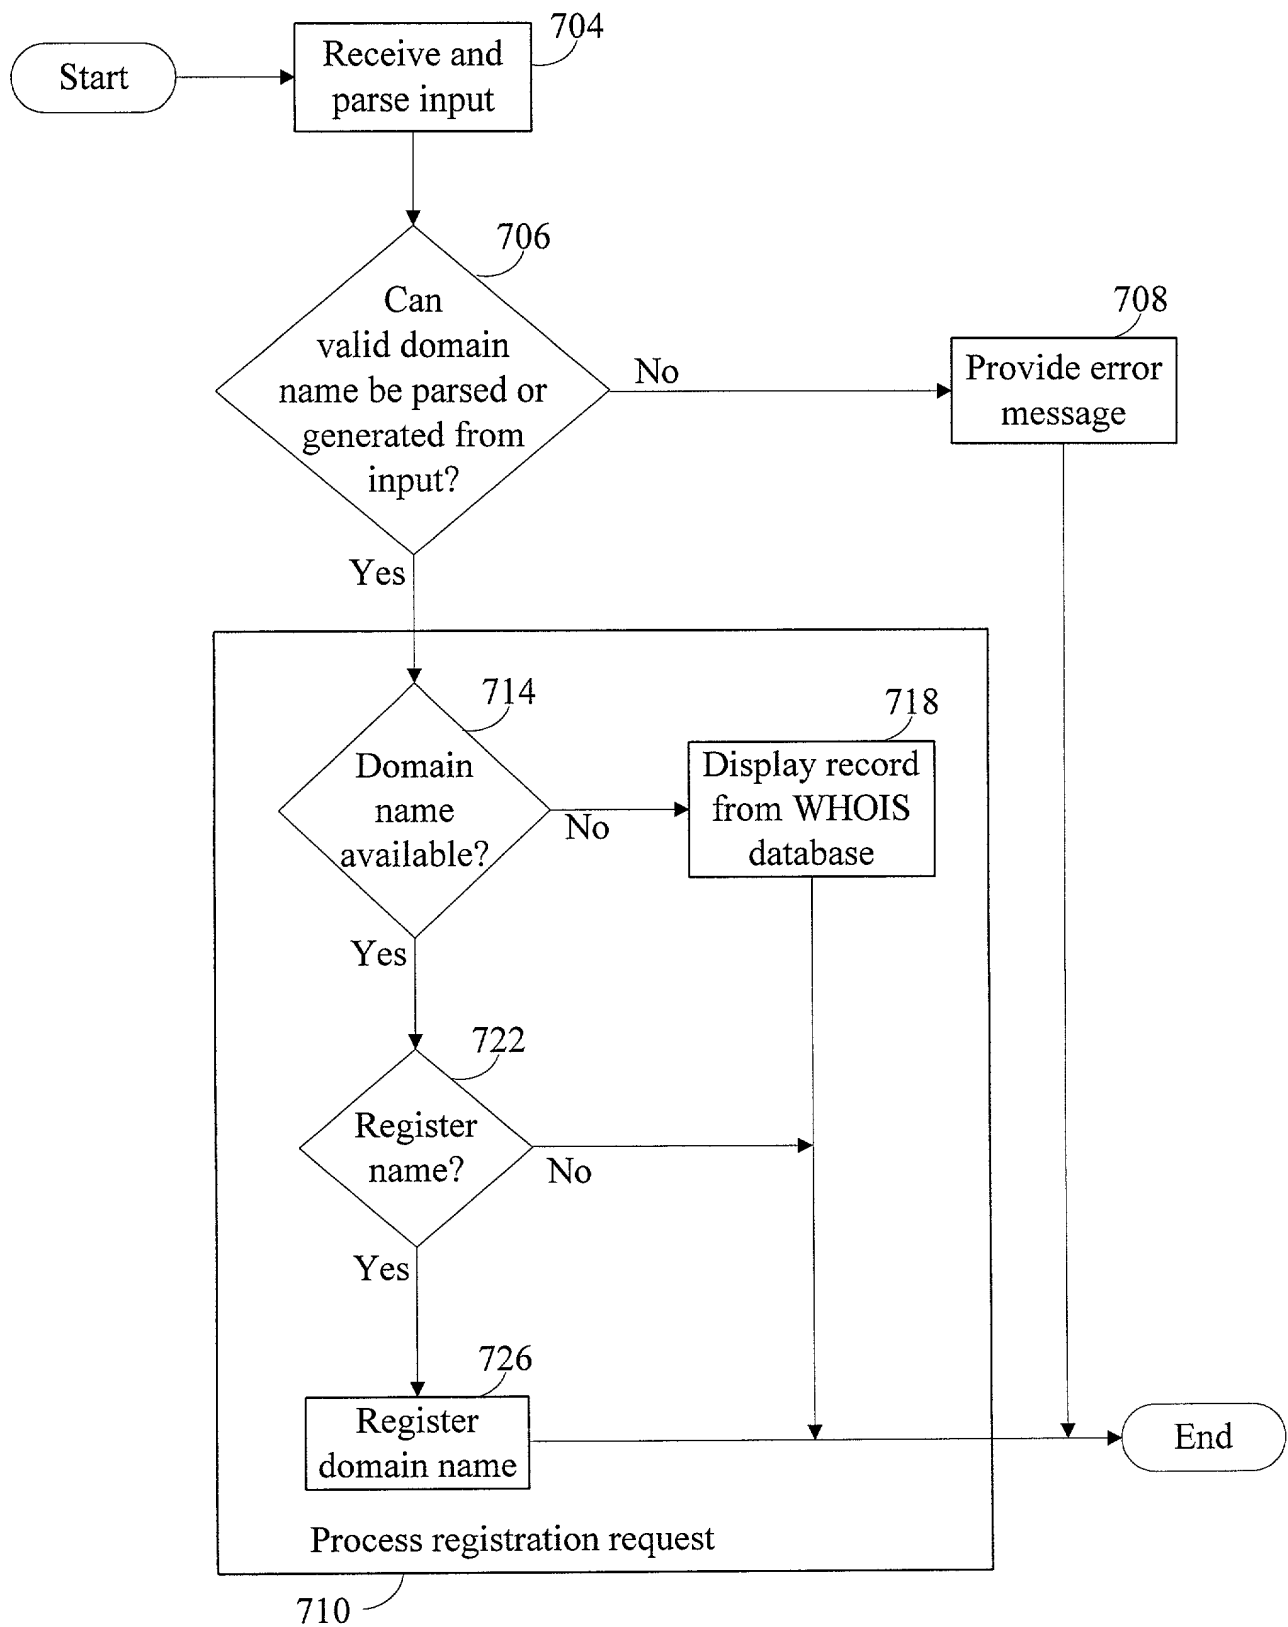 704
Start
Receive and
parse input
706
Can
valid domain
name be parsed or
generated from
input?
No
708
Provide error
message
Yes
714
Domain
name
available?
No
718
Display record
from WHOIS
database
Yes
722
Register
name?
No
Yes
726
Register
domain name
End
Process registration request
710